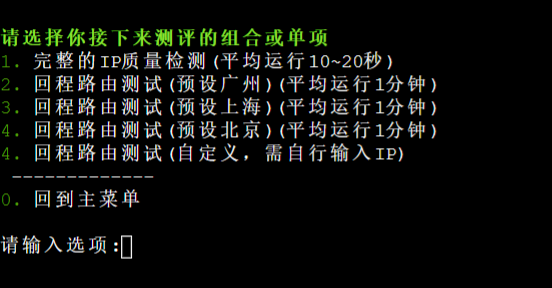 请选择你接下来测评的组合或单项
1. 完整的IP质量检测(平均运行10~20秒)
2. 回程路由测试(预设广州)(平均运行1分钟)
3. 回程路由测试(预设上海)(平均运行1分钟)
4. 回程路由测试(预设北京)(平均运行1分钟)
4. 回程路由测试(自定义，需自行输入IP)
-------------
0. 回到主菜单
请输入选项: